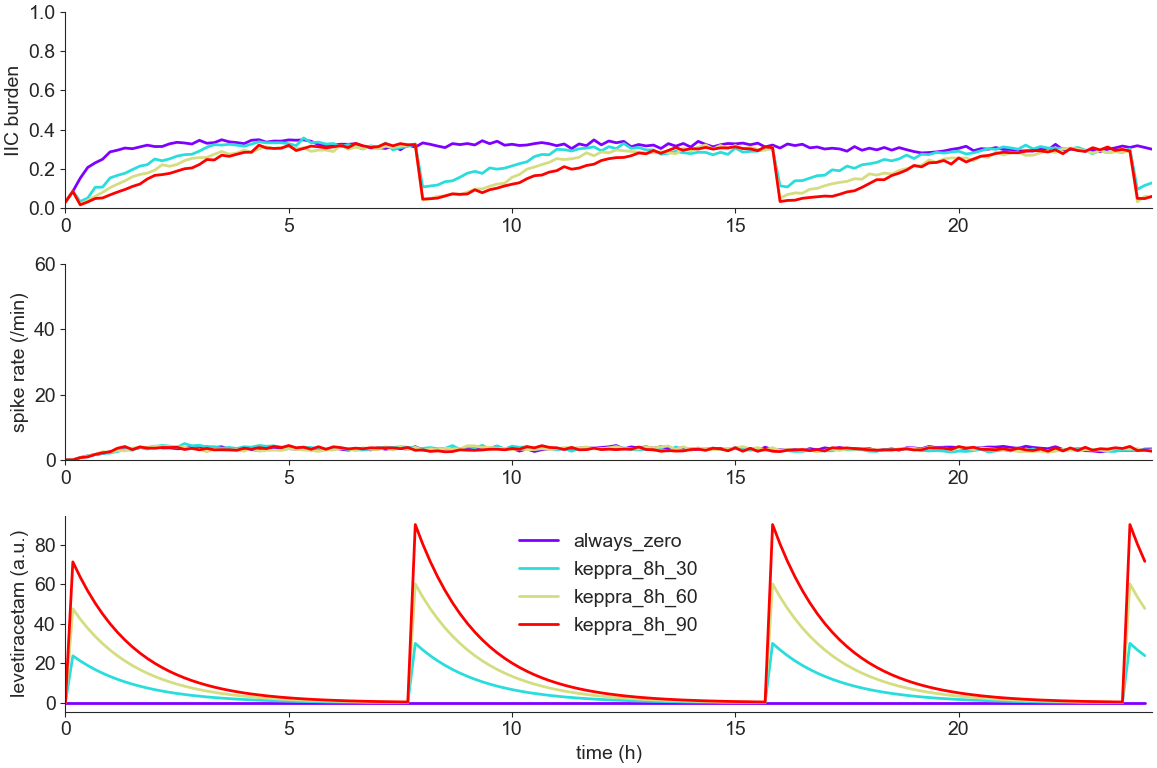 1.0
0.8
0.6
0.4
0.2
0.0
IIC burden
0 5 10 15 20
60
40
20
0
spike rate (/min)
0 5 10 15 20
80
60
40
20
0
levetiracetam (a.u.)
always_zero
keppra_8h_30
keppra_8h_60
keppra_8h_90
0 5 10 15 20
time (h)